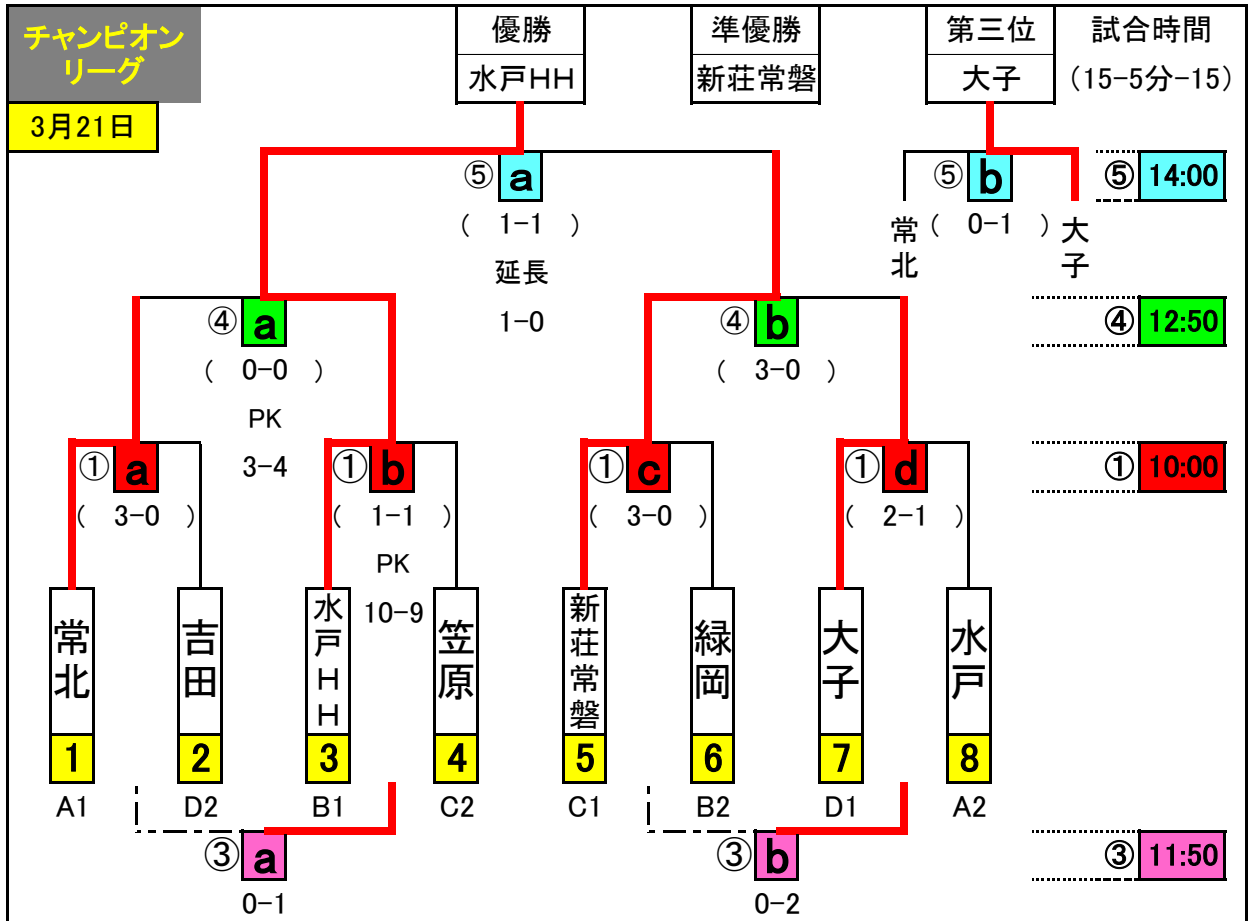 チャンピオン
リーグ
3月21日
優勝
水戸HH
準優勝
新荘常磐
第三位
大子
試合時間
(15-5分-15)
⑤ a
( 1-1 )
延長
1-0
⑤ b
( 0-1 )
常北
大子
⑤ 14:00
④ a
( 0-0 )
PK
3-4
④ b
( 3-0 )
④ 12:50
① a
( 3-0 )
① b
( 1-1 )
PK
10-9
① c
( 3-0 )
① d
( 2-1 )
① 10:00
常北
吉田
水戸HH
笠原
新荘常磐
緑岡
大子
水戸
1 2 3 4 5 6 7 8
A1 D2 B1 C2 C1 B2 D1 A2
③ a
0-1
③ b
0-2
③ 11:50